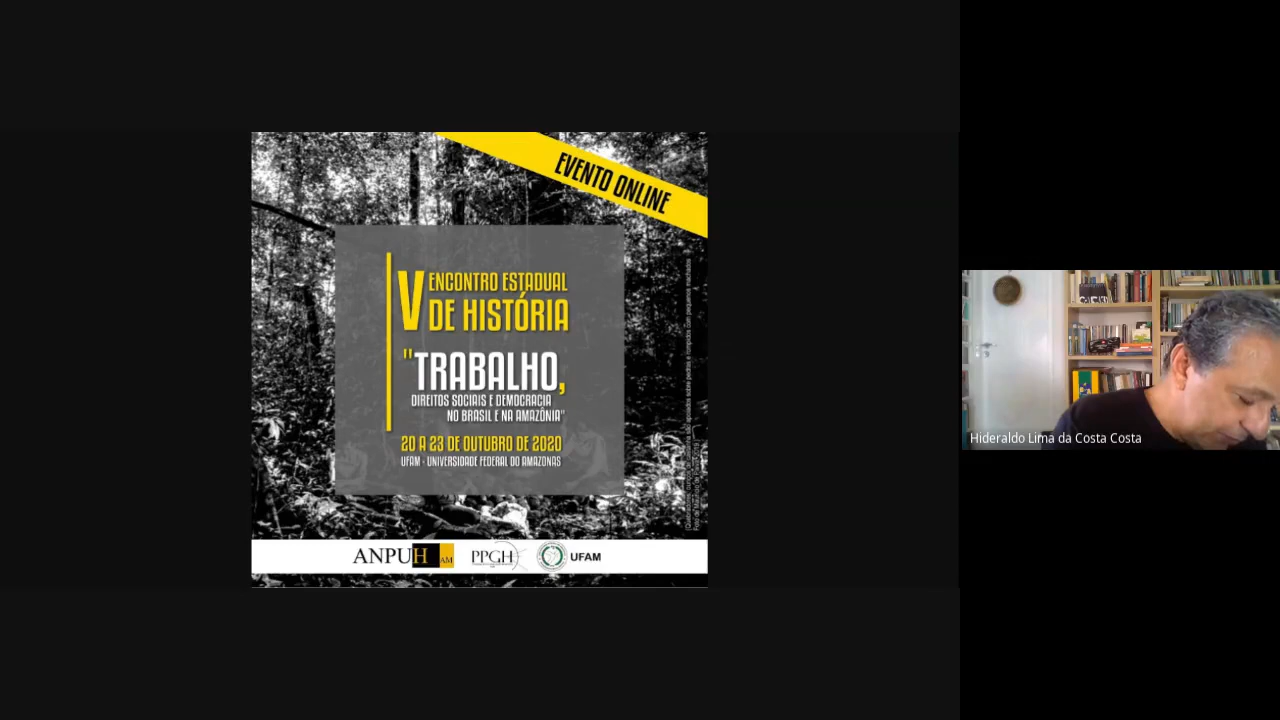 EVENTO ONLINE
V ENCONTRO ESTADUAL
DE HISTÓRIA
"TRABALHO,
DIREITOS SOCIAIS E DEMOCRACIA
NO BRASIL E NA AMAZÔNIA"
20 A 23 DE OUTUBRO DE 2020
UFAM - UNIVERSIDADE FEDERAL DO AMAZONAS
ANPUH AM
PPGH
UFAM
Hideraldo Lima da Costa Costa